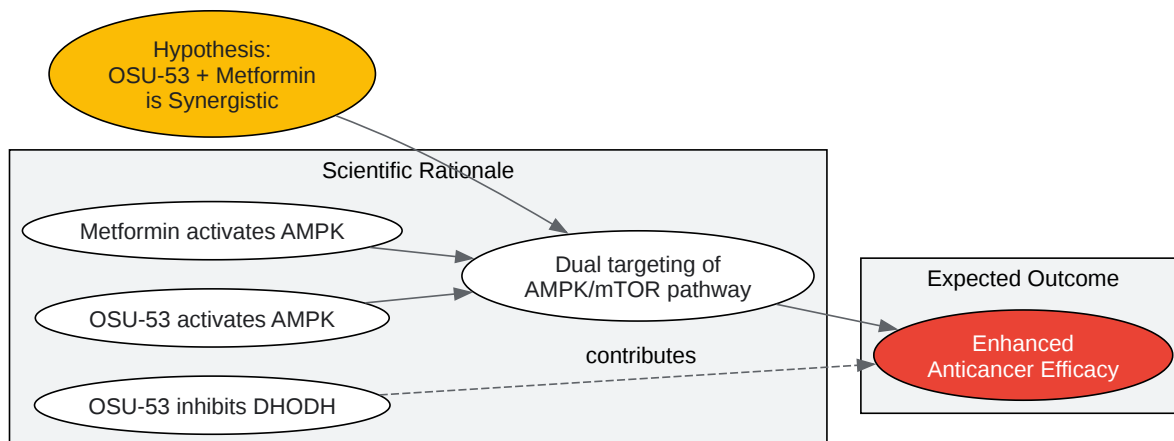 Hypothesis:
OSU-53 + Metformin
is Synergistic
Scientific Rationale
Metformin activates AMPK
OSU-53 activates AMPK
OSU-53 inhibits DHODH
Dual targeting of
AMPK/mTOR pathway
contributes
Expected Outcome
Enhanced
Anticancer Efficacy